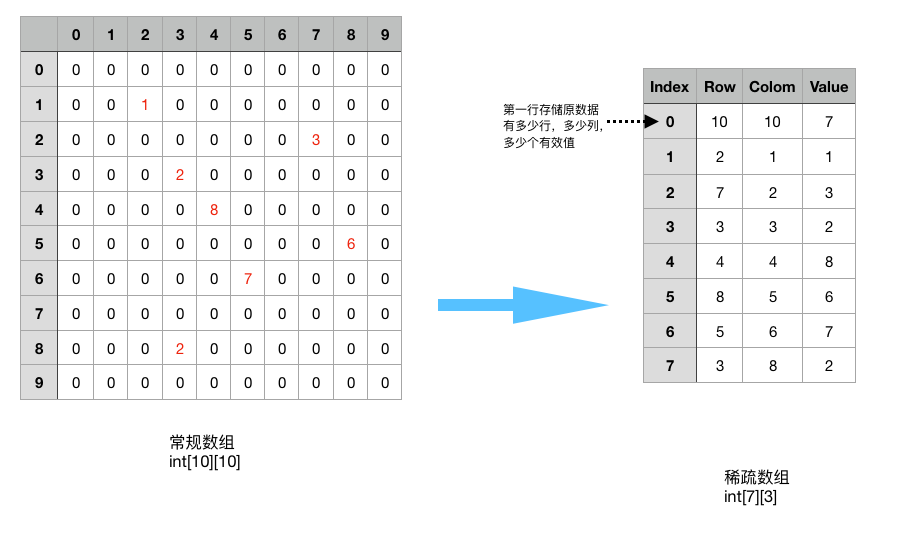 0 1 2 3 4 5 6 7 8 9
0 0 0 0 0 0 0 0 0 0 0
1 0 0 1 0 0 0 0 0 0 0
2 0 0 0 0 0 0 0 3 0 0
3 0 0 0 2 0 0 0 0 0 0
4 0 0 0 0 8 0 0 0 0 0
5 0 0 0 0 0 0 0 0 6 0
6 0 0 0 0 0 7 0 0 0 0
7 0 0 0 0 0 0 0 0 0 0
8 0 0 0 2 0 0 0 0 0 0
9 0 0 0 0 0 0 0 0 0 0
常规数组
int[10][10]
第一行存储原数据
有多少行，多少列，
多少个有效值
Index Row Colom Value
0 10 10 7
1 2 1 1
2 7 2 3
3 3 3 2
4 4 4 8
5 8 5 6
6 5 6 7
7 3 8 2
稀疏数组
int[7][3]